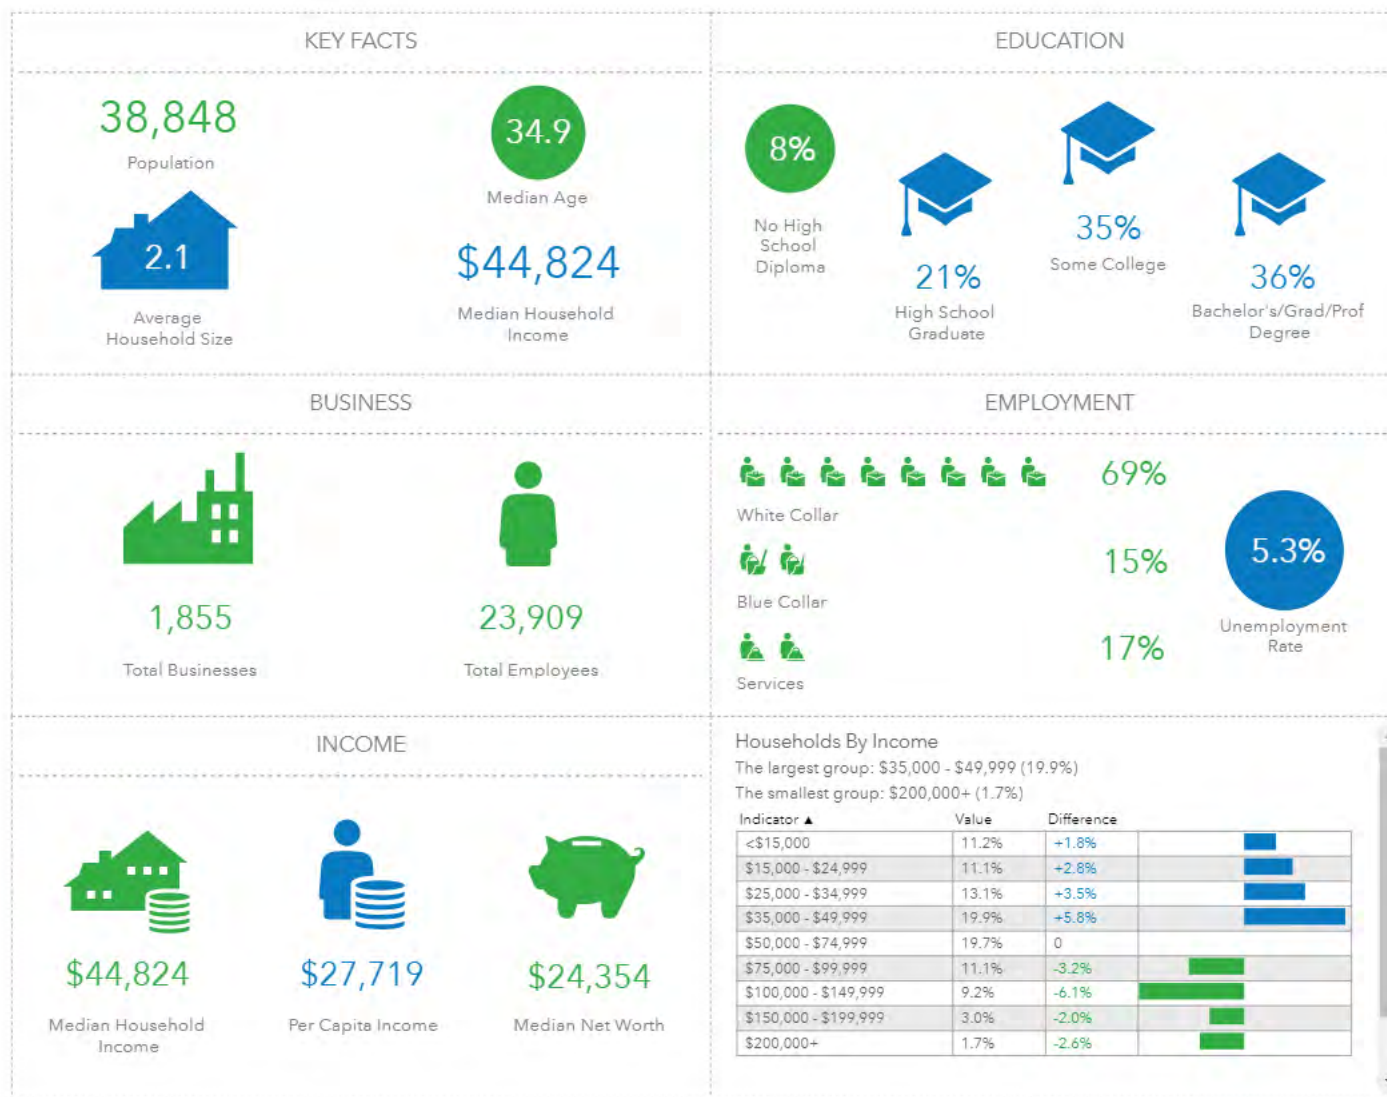 KEY FACTS
38,848
Population
34.9
Median Age
2.1
Average
Household Size
$44,824
Median Household
Income
EDUCATION
8%
No High
School
Diploma
21%
High School
Graduate
35%
Some College
36%
Bachelor's/Grad/Prof
Degree
BUSINESS
1,855
Total Businesses
23,909
Total Employees
EMPLOYMENT
69%
White Collar
15%
Blue Collar
17%
Services
5.3%
Unemployment
Rate
INCOME
$44,824
Median Household
Income
$27,719
Per Capita Income
$24,354
Median Net Worth
Households By Income
The largest group: $35,000 - $49,999 (19.9%)
The smallest group: $200,000+ (1.7%)
Indicator ▲ Value Difference
<$15,000 11.2% +1.8%
$15,000 - $24,999 11.1% +2.8%
$25,000 - $34,999 13.1% +3.5%
$35,000 - $49,999 19.9% +5.8%
$50,000 - $74,999 19.7% 0
$75,000 - $99,999 11.1% -3.2%
$100,000 - $149,999 9.2% -6.1%
$150,000 - $199,999 3.0% -2.0%
$200,000+ 1.7% -2.6%